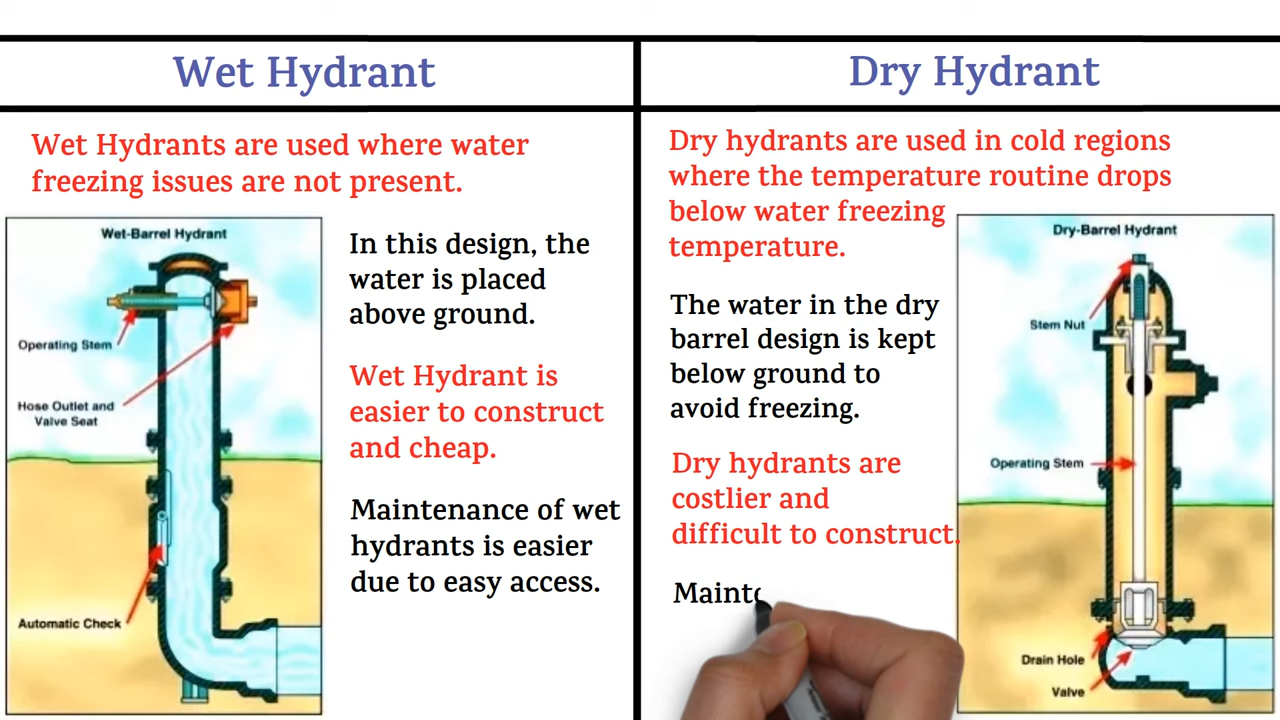 Wet Hydrant
Wet Hydrants are used where water
freezing issues are not present.
Wet-Barrel Hydrant
Operating Stem
Hose Outlet and
Valve Seat
Automatic Check
In this design, the
water is placed
above ground.
Wet Hydrant is
easier to construct
and cheap.
Maintenance of wet
hydrants is easier
due to easy access.
Dry Hydrant
Dry hydrants are used in cold regions
where the temperature routine drops
below water freezing
temperature.
The water in the dry
barrel design is kept
below ground to
avoid freezing.
Dry hydrants are
costlier and
difficult to construct.
Mainte
Dry-Barrel Hydrant
Stem Nut
Operating Stem
Drain Hole
Valve